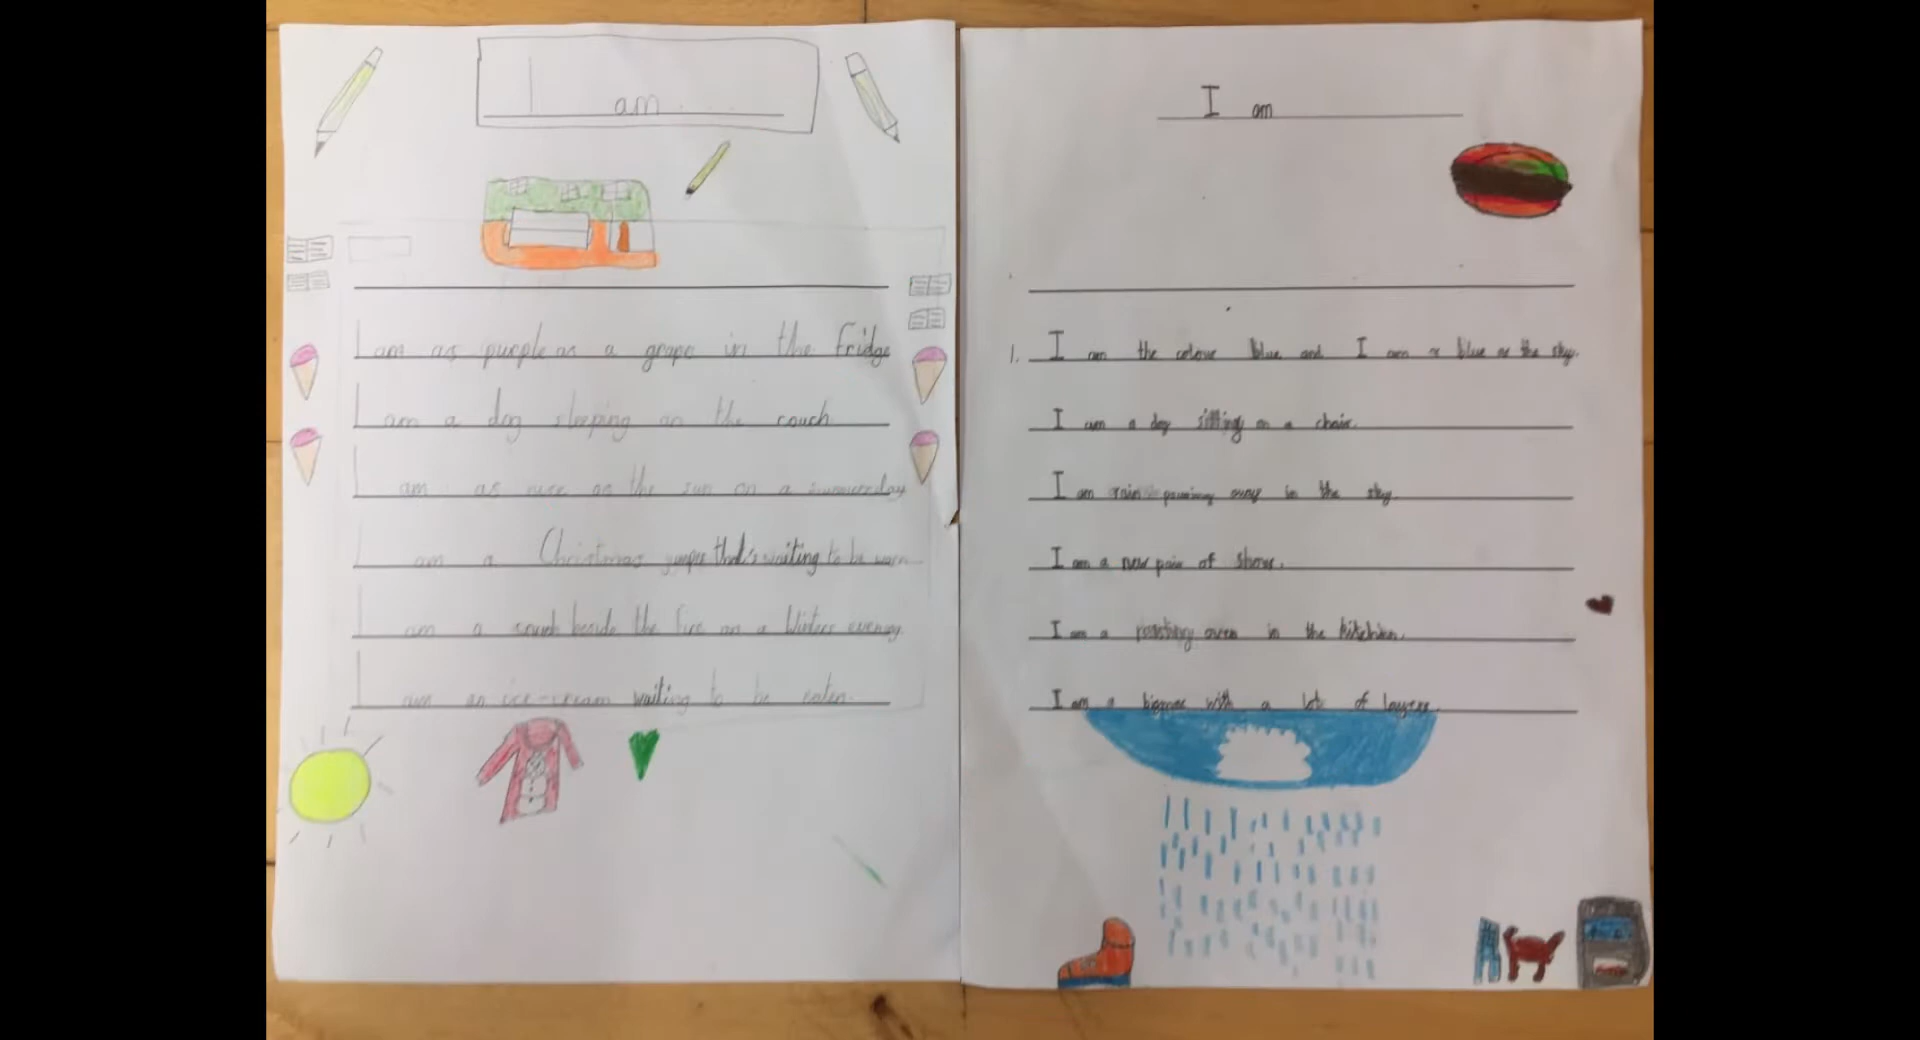 I am
I am as purple as a grape in the fridge
I am a dog sleeping on the couch
I am as nice as the sun on a summer day
I am a Christmas jumper that's waiting to be worn
I am a couch beside the fire on a Winters evening.
I am an ice-cream waiting to be eaten.
I am
1. I am the colour blue and I am as blue as the sky.
I am a dog sitting on a chair.
I am rain pouring away in the sky.
I am a new pair of shoes.
I am a roasting oven in the kitchen.
I am a with a lot of layers.